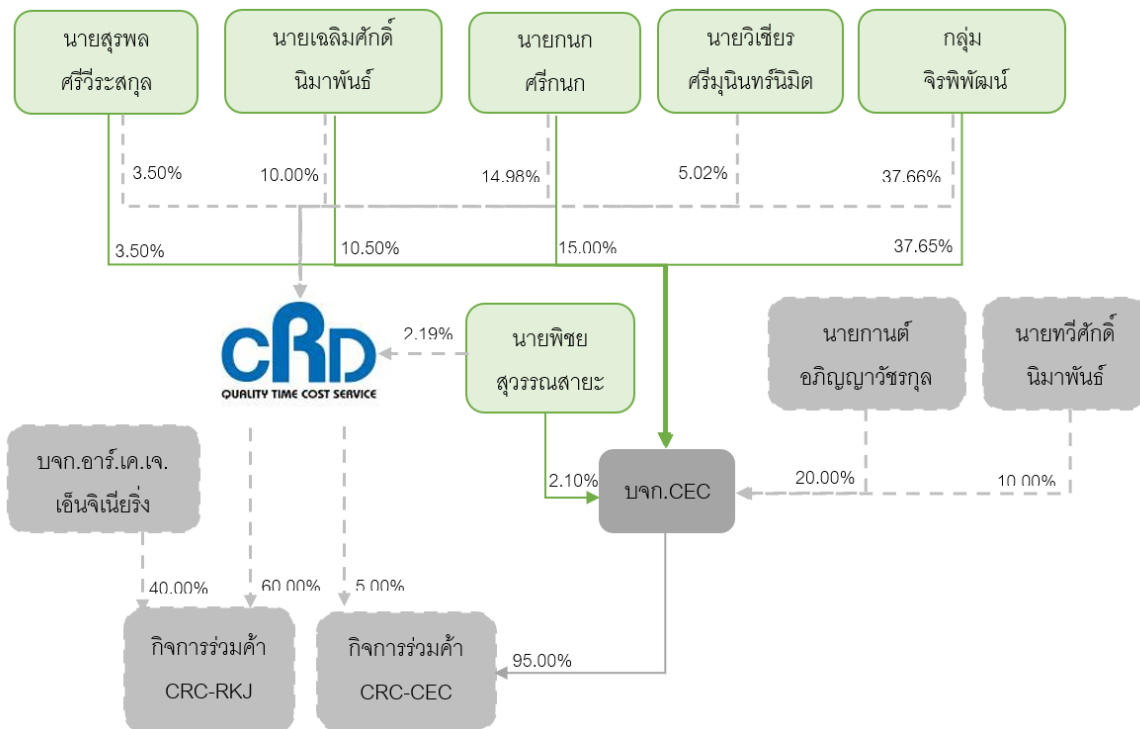 นายสุรพล
ศรีวีระสกุล
นายเฉลิมศักดิ์
นิมาพันธ์
นายกนก
ศรีกนก
นายวิเชียร
ศรีมุนินทร์นิมิต
กลุ่ม
จิรพิพัฒน์
3.50%
10.00%
14.98%
5.02%
37.66%
3.50%
10.50%
15.00%
37.65%
CRD
QUALITY TIME COST SERVICE
2.19%
นายพิชย
สุวรรณสายะ
นายกานต์
อภิญญาวัชรกุล
นายทวีศักดิ์
นิมาพันธ์
บจก.อาร์.เค.เจ.
เอ็นจิเนียริ่ง
2.10%
บจก.CEC
20.00%
10.00%
40.00%
60.00%
5.00%
กิจการร่วมค้า
CRC-RKJ
กิจการร่วมค้า
CRC-CEC
95.00%